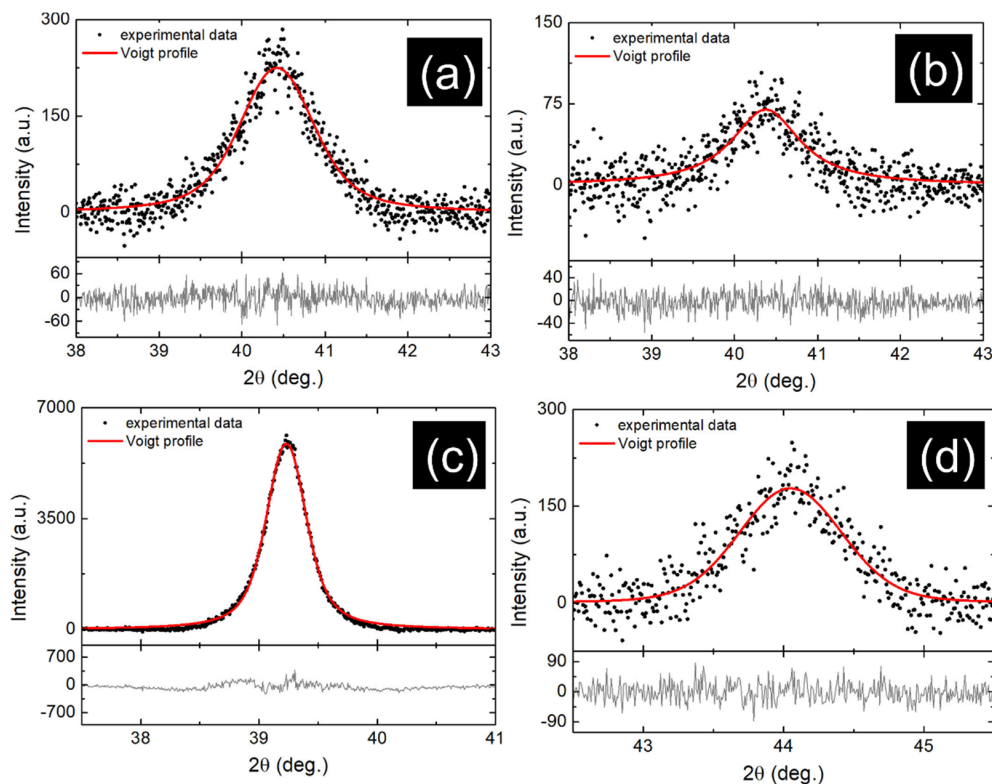 300
experimental data
Voigt profile
(a)
150
0
Intensity (a.u.)
60
0
-60
38 39 40 41 42 43
2θ (deg.)
150
experimental data
Voigt profile
(b)
75
0
Intensity (a.u.)
40
0
-40
38 39 40 41 42 43
2θ (deg.)
7000
experimental data
Voigt profile
(c)
3500
0
Intensity (a.u.)
700
0
-700
38 39 40 41
2θ (deg.)
300
experimental data
Voigt profile
(d)
150
0
Intensity (a.u.)
90
0
-90
43 44 45
2θ (deg.)